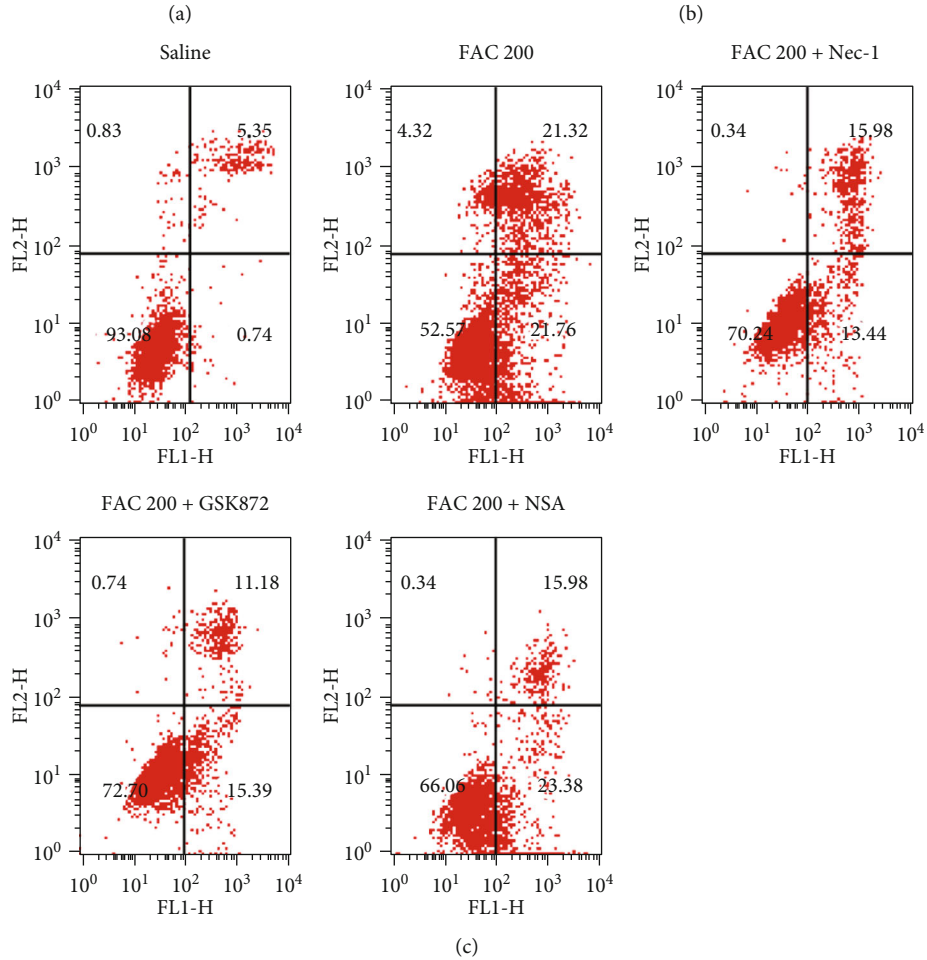 (a) (b)
Saline FAC 200 FAC 200 + Nec-1
10^4 10^4 10^4
0.83 5.35 4.32 21.32 0.34 15.98
10^3 10^3 10^3
FL2-H FL2-H FL2-H
10^2 10^2 10^2
10^1 10^1 10^1
93.08 0.74 52.57 21.76 70.24 13.44
10^0 10^0 10^0
10^0 10^1 10^2 10^3 10^4 10^0 10^1 10^2 10^3 10^4 10^0 10^1 10^2 10^3 10^4
FL1-H FL1-H FL1-H
FAC 200 + GSK872 FAC 200 + NSA
10^4 10^4
0.74 11.18 0.34 15.98
10^3 10^3
FL2-H FL2-H
10^2 10^2
10^1 10^1
72.70 15.39 66.06 23.38
10^0 10^0
10^0 10^1 10^2 10^3 10^4 10^0 10^1 10^2 10^3 10^4
FL1-H FL1-H
(c)